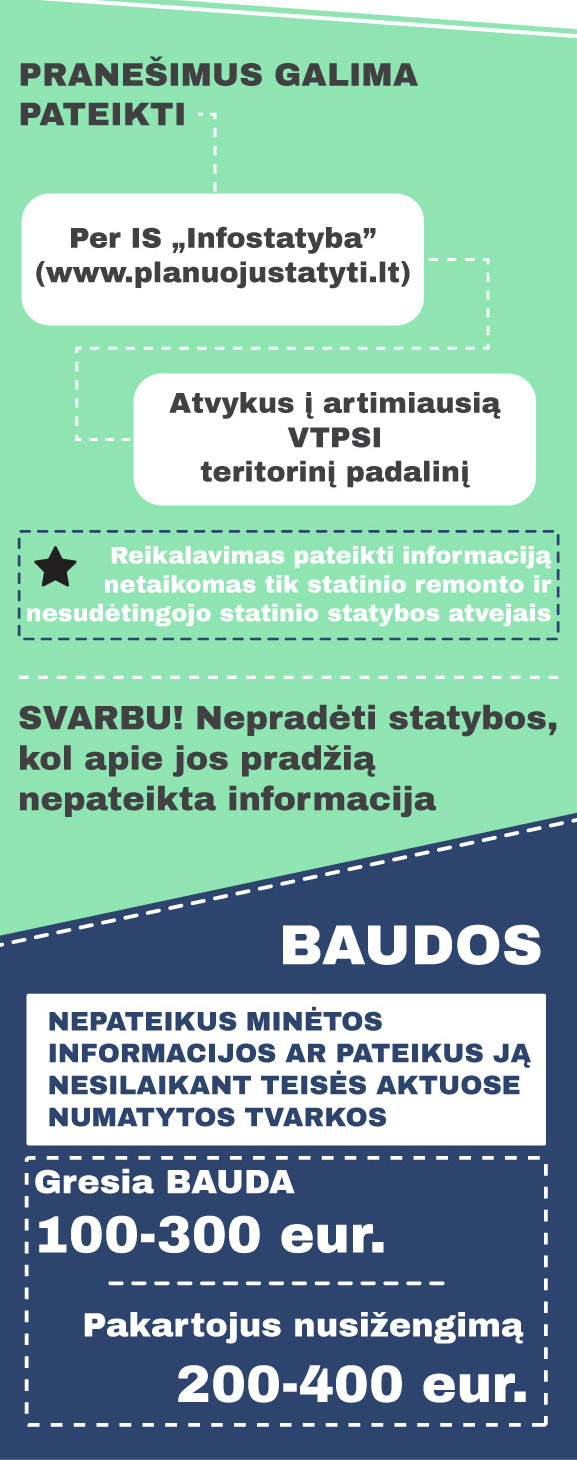 PRANEŠIMUS GALIMA
PATEIKTI
Per IS „Infostatyba”
(www.planuojustatyti.lt)
Atvykus į artimiausią
VTPSI
teritorinį padalinį
Reikalavimas pateikti informaciją
netaikomas tik statinio remonto ir
nesudėtingojo statinio statybos atvejais
SVARBU! Nepradėti statybos,
kol apie jos pradžią
nepateikta informacija
BAUDOS
NEPATEIKUS MINĖTOS
INFORMACIJOS AR PATEIKUS JĄ
NESILAIKANT TEISĖS AKTUOSE
NUMATYTOS TVARKOS
Gresia BAUDA
100-300 eur.
Pakartojus nusižengimą
200-400 eur.